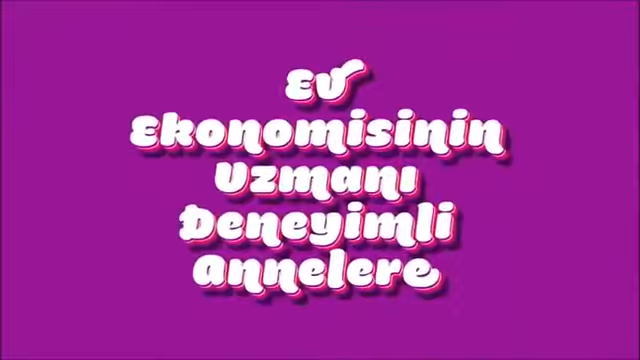 Ev
Ekonomisinin
Uzmanı
Deneyimli
annelere